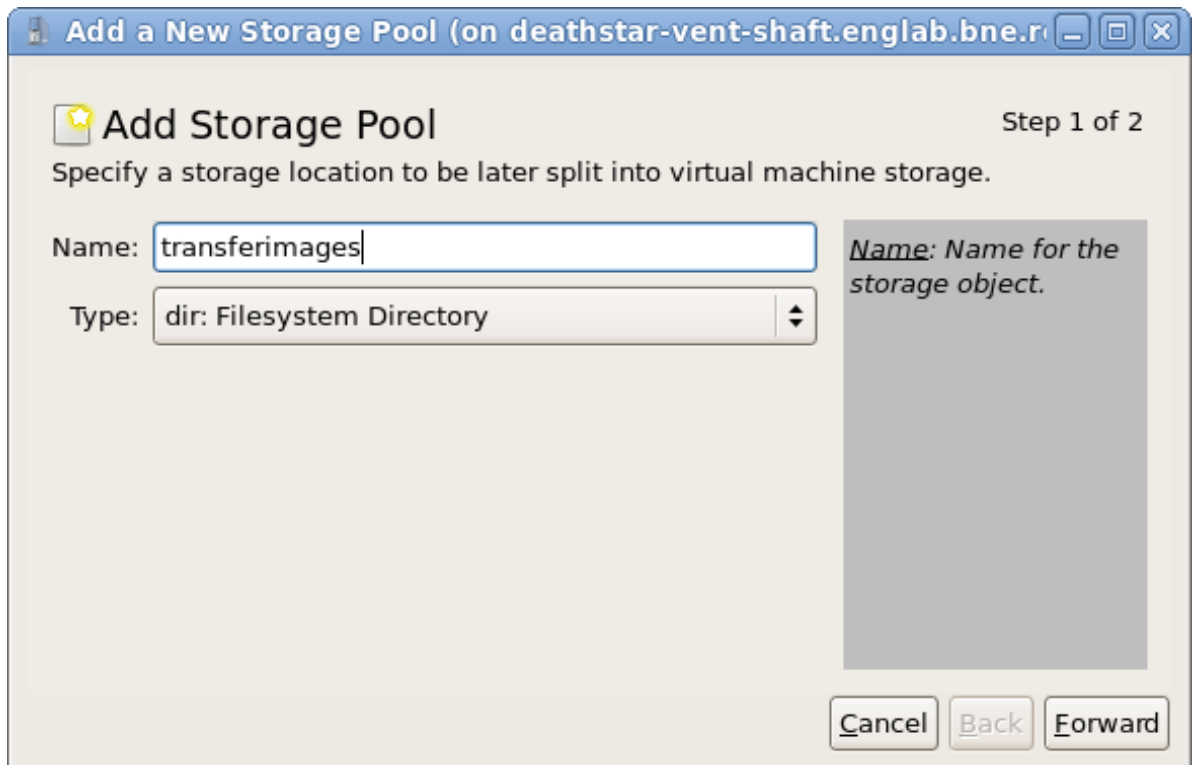 Add a New Storage Pool (on deathstar-vent-shaft.englab.bne.r
Add Storage Pool
Step 1 of 2
Specify a storage location to be later split into virtual machine storage.
Name: transferimages
Name: Name for the
storage object.
Type: dir: Filesystem Directory
Cancel Back Forward